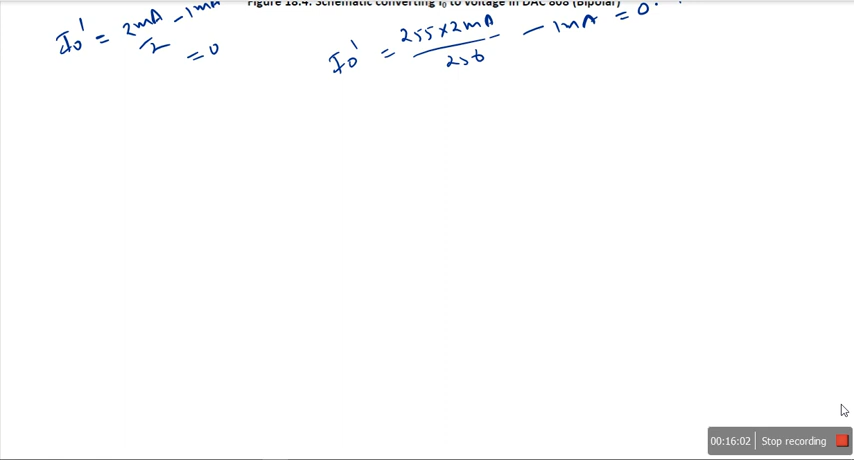 Figure 18.4: Schematic converting I0 to voltage in DAC 808 (Bipolar)
I0' = 2mA/2 - 1mA
= 0
I0' = 255×2mA/256 - 1mA = 0.
00:16:02 Stop recording